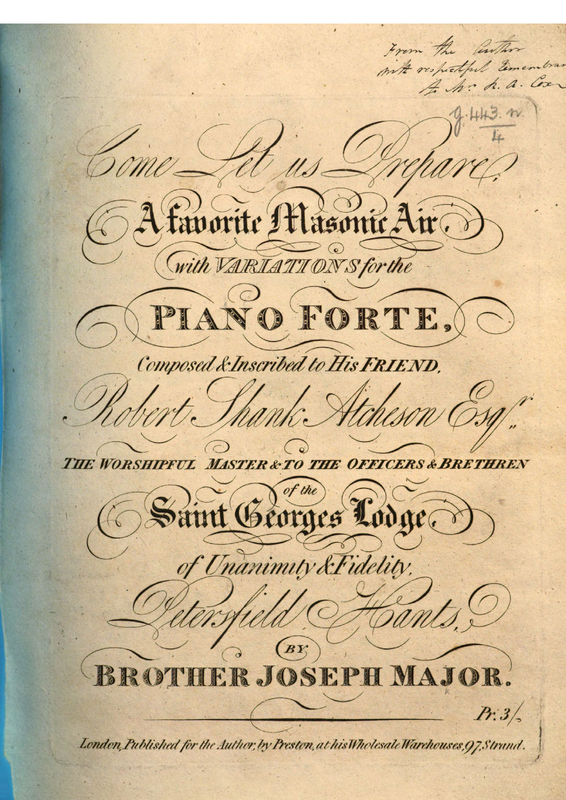 From the Author
with respectful
to Mr. R. A.
g.443.n.
4
Come Let us Prepare,
A favorite Masonic Air,
with VARIATIONS for the
PIANO FORTE,
Composed & Inscribed to His FRIEND,
Robert Shank Atcheson Esqr.
THE WORSHIPFUL MASTER & TO THE OFFICERS & BRETHREN
of the
Saint Georges Lodge,
of Unanimity & Fidelity,
Petersfield Hants,
BY
BROTHER JOSEPH MAJOR.
Pr. 3/
London, Published for the Author, by Preston, at his Wholesale Warehouses, 97, Strand.